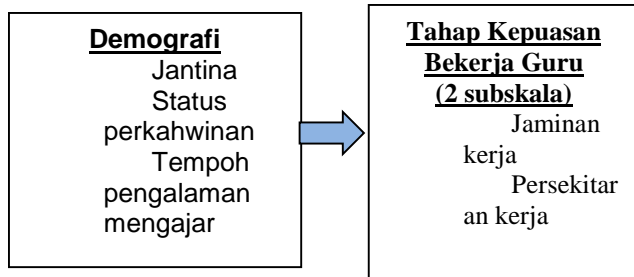 Demografi
Jantina
Status
perkahwinan
Tempoh
pengalaman
mengajar
Tahap Kepuasan
Bekerja Guru
(2 subskala)
Jaminan
kerja
Persekitar
an kerja